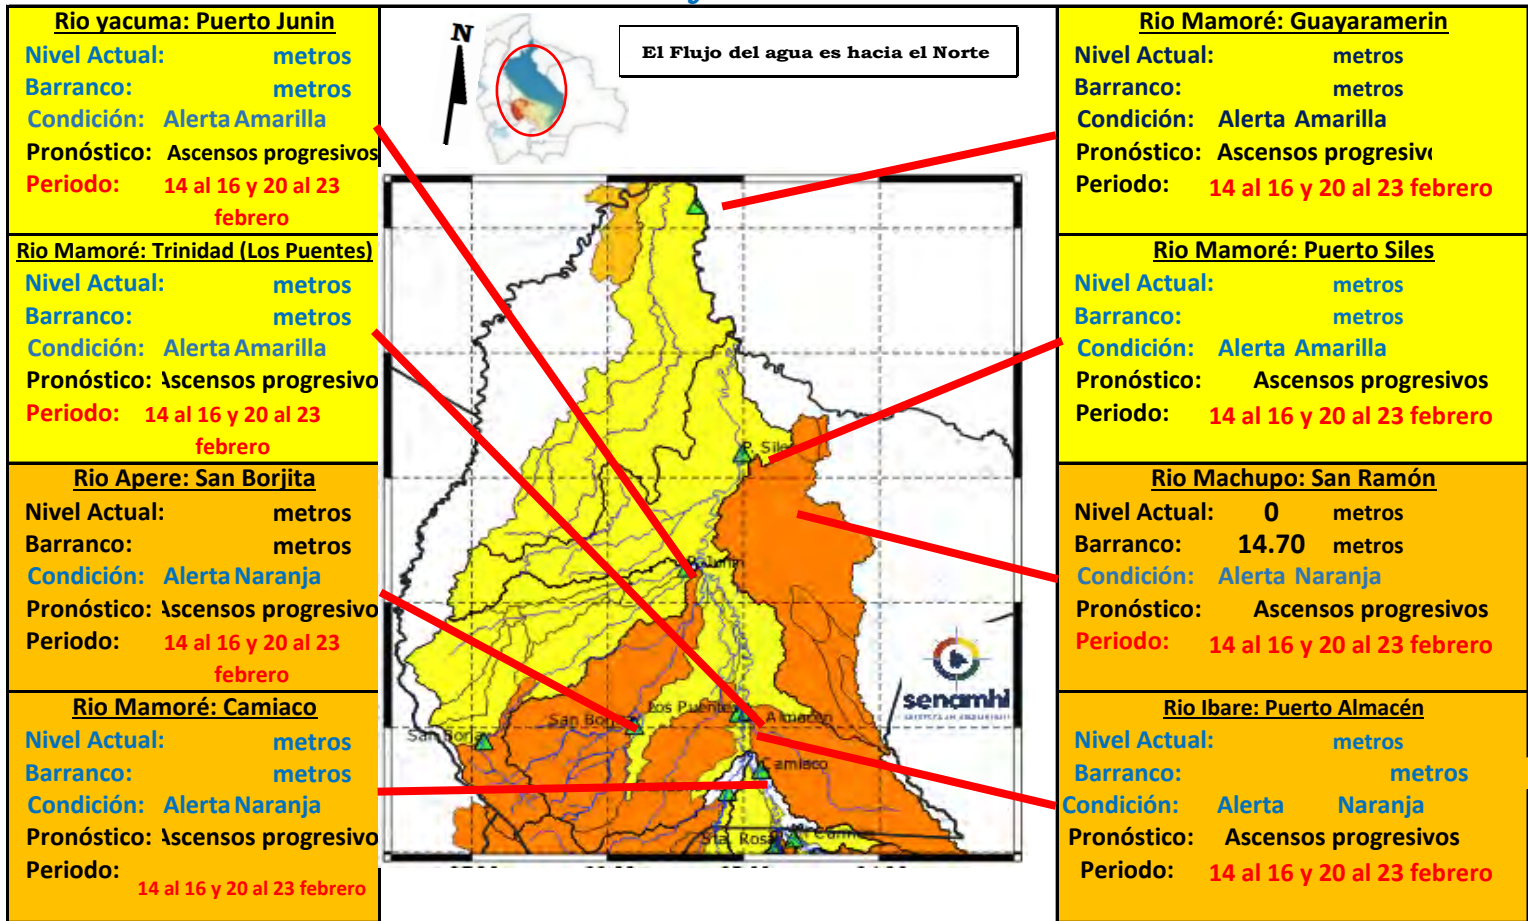 Rio yacuma: Puerto Junin
Nivel Actual: metros
Barranco: metros
Condición: Alerta Amarilla
Pronóstico: Ascensos progresivos
Periodo: 14 al 16 y 20 al 23
febrero
Rio Mamoré: Trinidad (Los Puentes)
Nivel Actual: metros
Barranco: metros
Condición: Alerta Amarilla
Pronóstico: Ascensos progresivo
Periodo: 14 al 16 y 20 al 23
febrero
Rio Apere: San Borjita
Nivel Actual: metros
Barranco: metros
Condición: Alerta Naranja
Pronóstico: Ascensos progresivo
Periodo: 14 al 16 y 20 al 23
febrero
Rio Mamoré: Camiaco
Nivel Actual: metros
Barranco: metros
Condición: Alerta Naranja
Pronóstico: Ascensos progresivo
Periodo:
14 al 16 y 20 al 23 febrero
N
El Flujo del agua es hacia el Norte
P. Siles
P. Junin
Los Puentes
Almacén
San Borjita
San Borja
Camiaco
Sta. Rosa
senamhi
Rio Mamoré: Guayaramerin
Nivel Actual: metros
Barranco: metros
Condición: Alerta Amarilla
Pronóstico: Ascensos progresiv
Periodo: 14 al 16 y 20 al 23 febrero
Rio Mamoré: Puerto Siles
Nivel Actual: metros
Barranco: metros
Condición: Alerta Amarilla
Pronóstico: Ascensos progresivos
Periodo: 14 al 16 y 20 al 23 febrero
Rio Machupo: San Ramón
Nivel Actual: 0 metros
Barranco: 14.70 metros
Condición: Alerta Naranja
Pronóstico: Ascensos progresivos
Periodo: 14 al 16 y 20 al 23 febrero
Rio Ibare: Puerto Almacén
Nivel Actual: metros
Barranco: metros
Condición: Alerta Naranja
Pronóstico: Ascensos progresivos
Periodo: 14 al 16 y 20 al 23 febrero